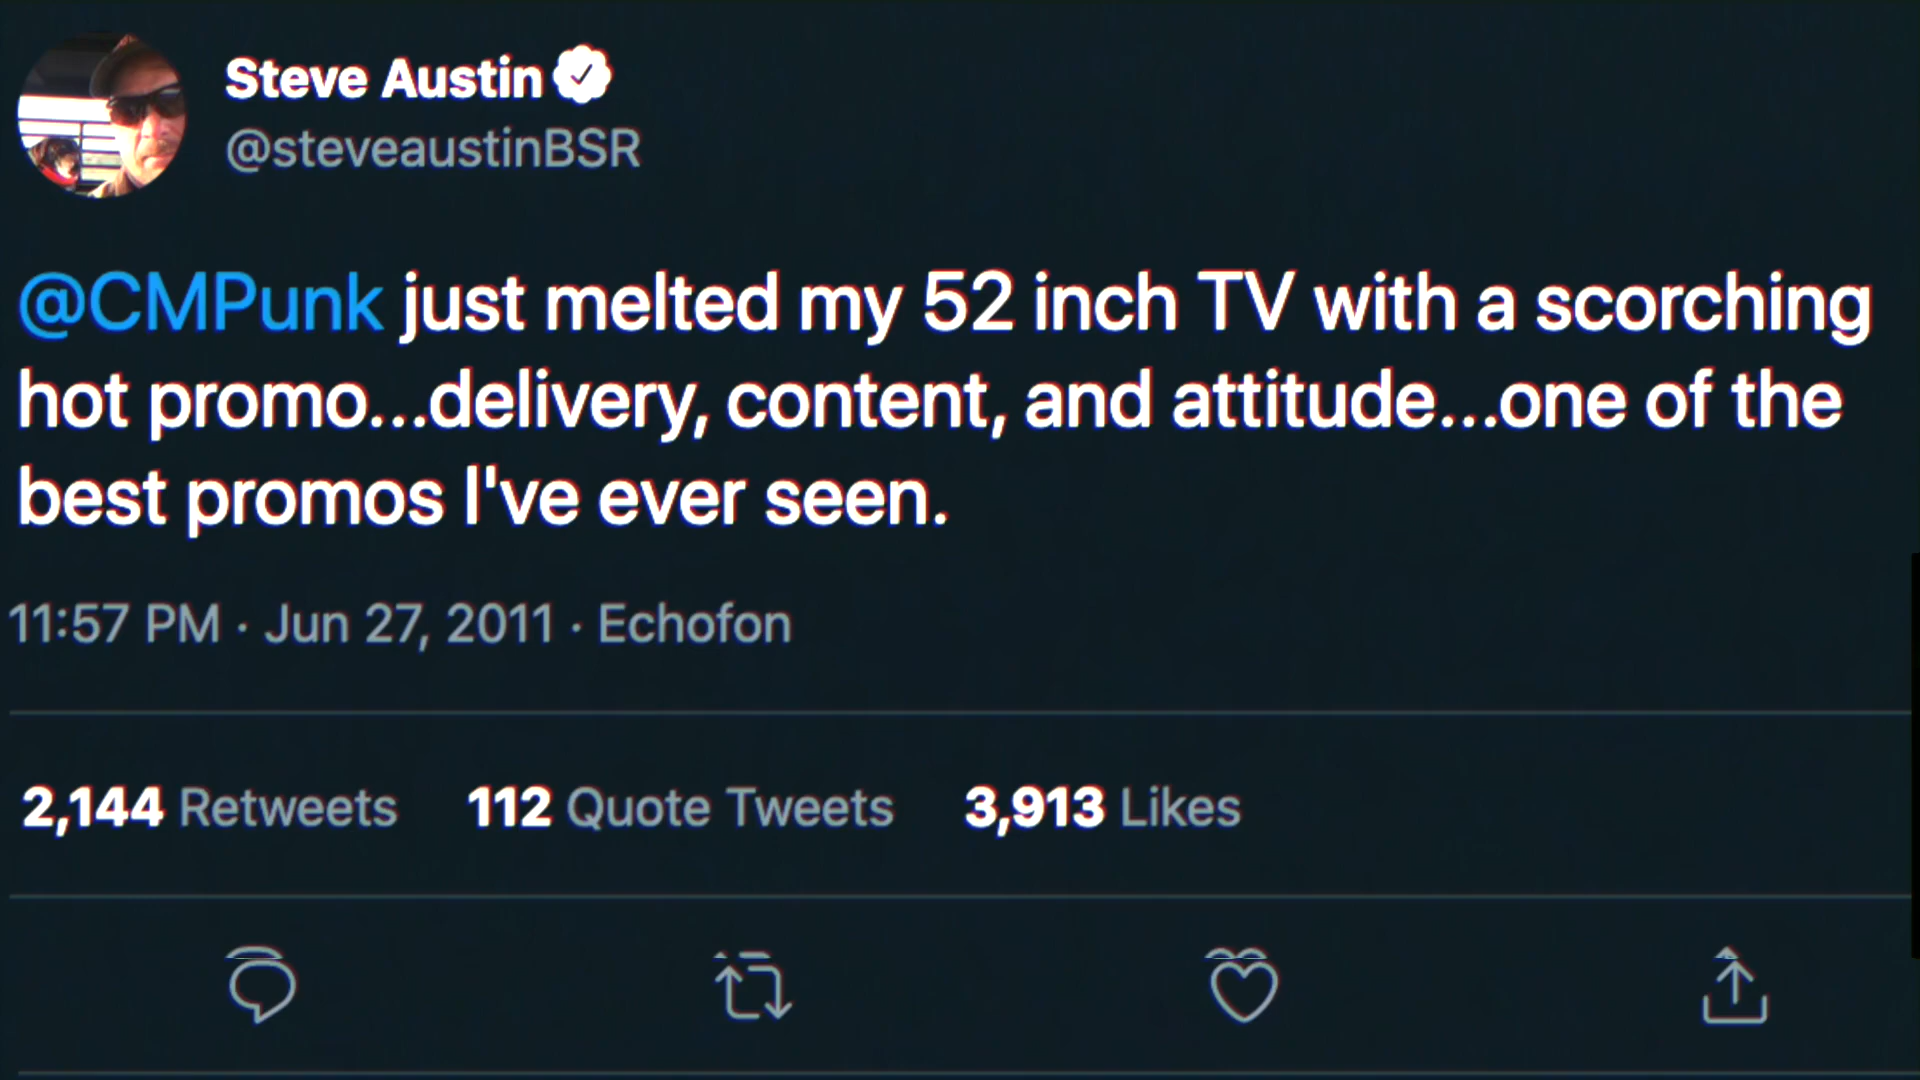 Steve Austin
@steveaustinBSR
@CMPunk just melted my 52 inch TV with a scorching
hot promo...delivery, content, and attitude...one of the
best promos I've ever seen.
11:57 PM · Jun 27, 2011 · Echofon
2,144 Retweets 112 Quote Tweets 3,913 Likes